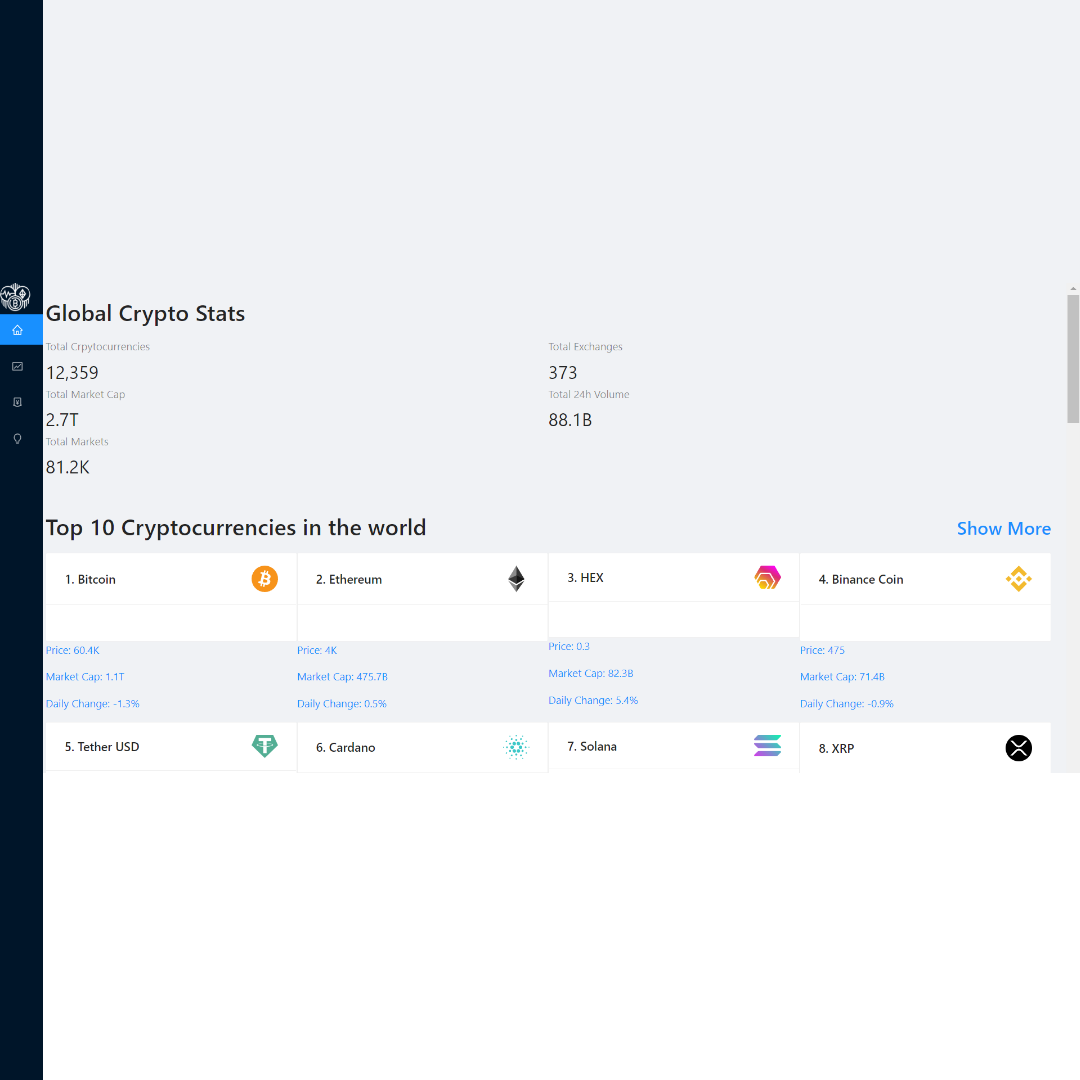 Global Crypto Stats
Total Crpytocurrencies
Total Exchanges
12,359
373
Total Market Cap
Total 24h Volume
2.7T
88.1B
Total Markets
81.2K
Top 10 Cryptocurrencies in the world
Show More
1. Bitcoin
2. Ethereum
3. HEX
4. Binance Coin
Price: 60.4K
Market Cap: 1.1T
Daily Change: -1.3%
Price: 4K
Market Cap: 475.7B
Daily Change: 0.5%
Price: 0.3
Market Cap: 82.3B
Daily Change: 5.4%
Price: 475
Market Cap: 71.4B
Daily Change: -0.9%
5. Tether USD
6. Cardano
7. Solana
8. XRP